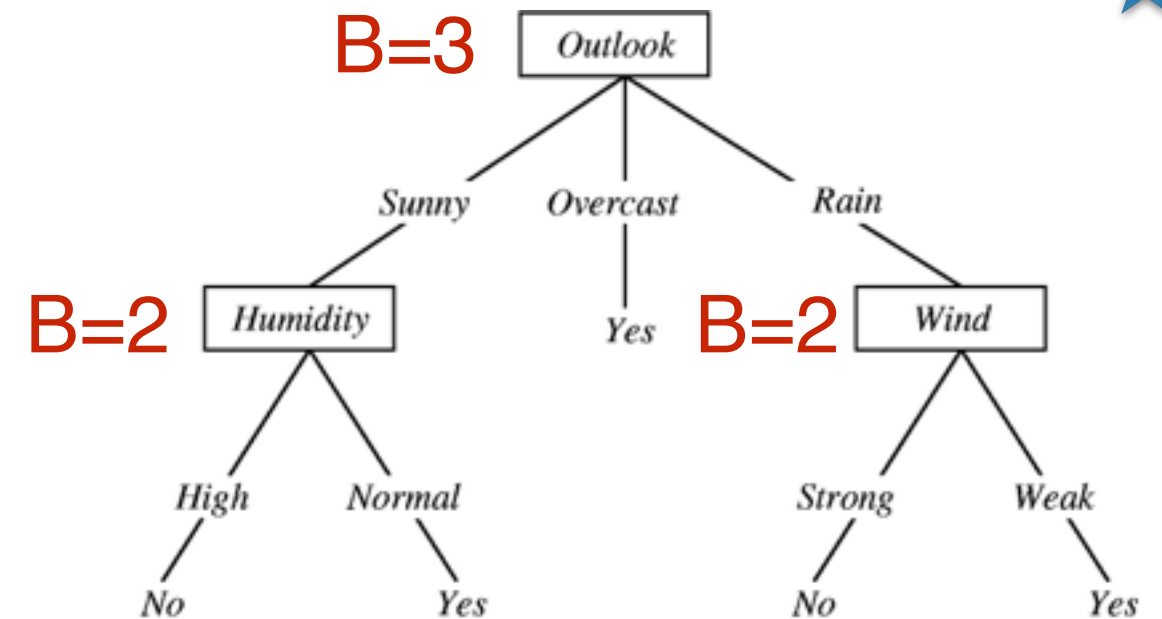 B=3 Outlook
Sunny Overcast Rain
B=2 Humidity Yes B=2 Wind
High Normal Strong Weak
No Yes No Yes